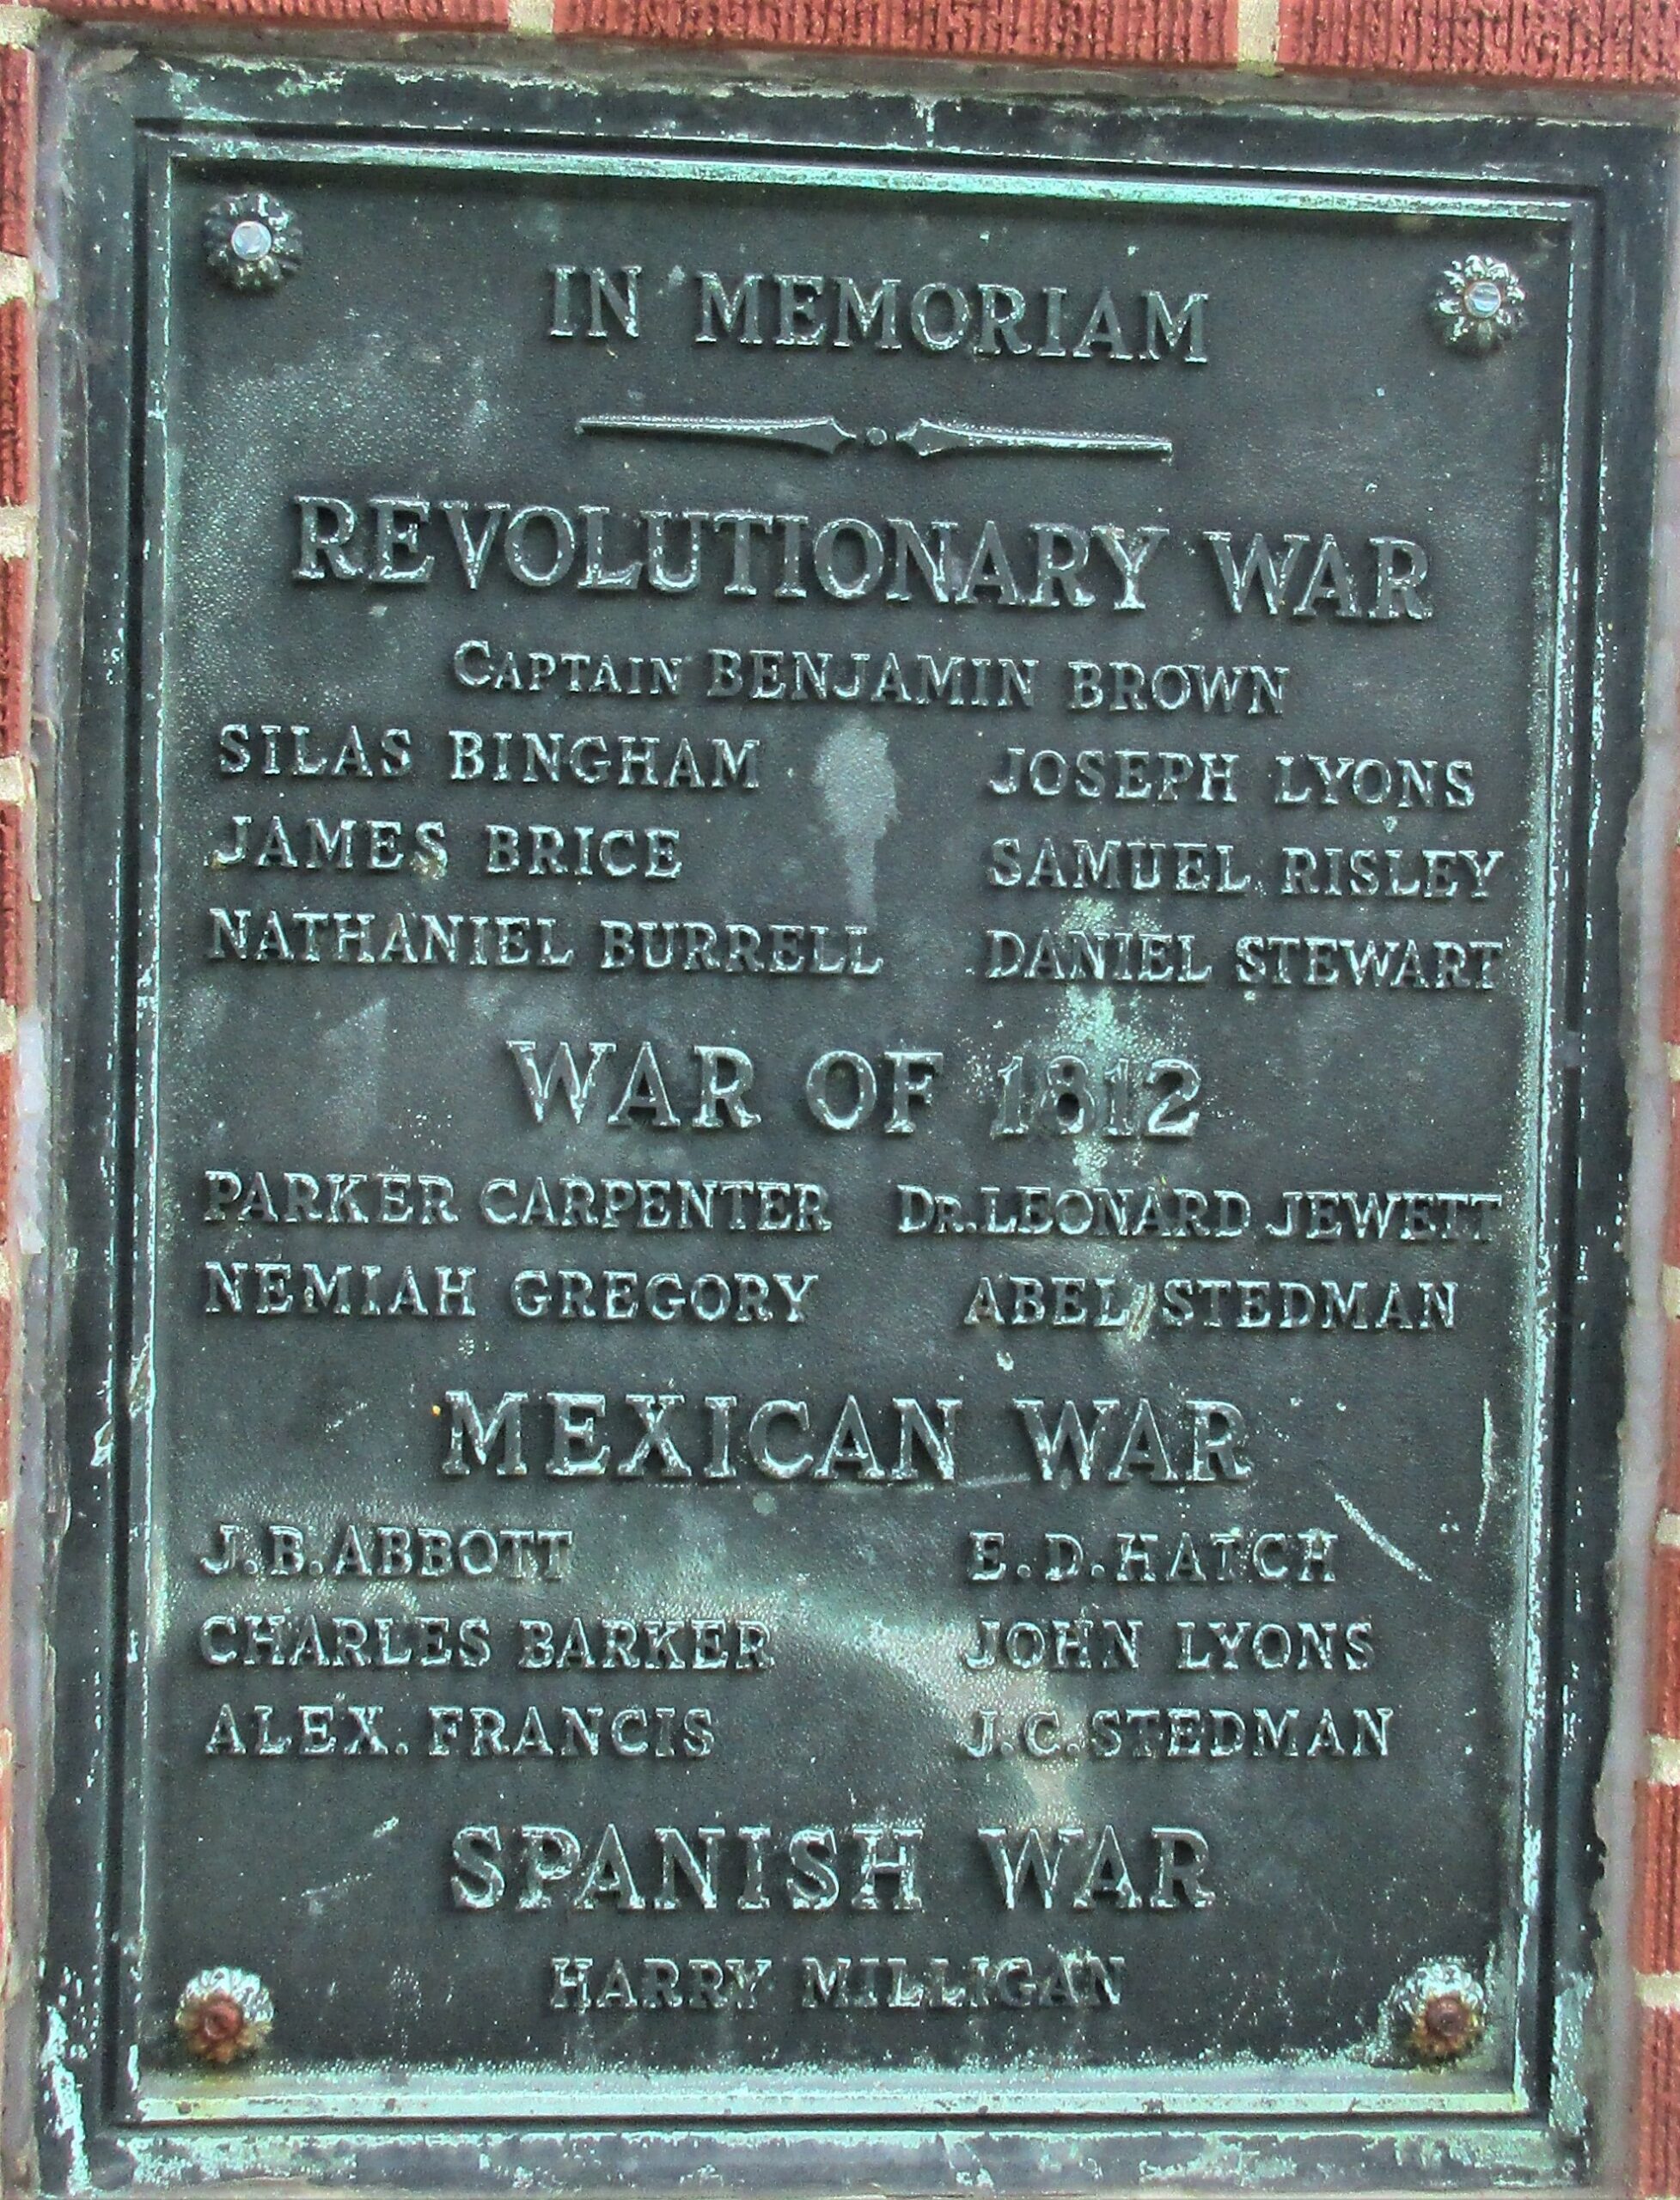 IN MEMORIAM
REVOLUTIONARY WAR
CAPTAIN BENJAMIN BROWN
SILAS BINGHAM JOSEPH LYONS
JAMES BRICE SAMUEL RISLEY
NATHANIEL BURRELL DANIEL STEWART
WAR OF 1812
PARKER CARPENTER DR. LEONARD JEWETT
NEMIAH GREGORY ABEL STEDMAN
MEXICAN WAR
J. B. ABBOTT E. D. HATCH
CHARLES BARKER JOHN LYONS
ALEX. FRANCIS J. C. STEDMAN
SPANISH WAR
HARRY MILLIGAN